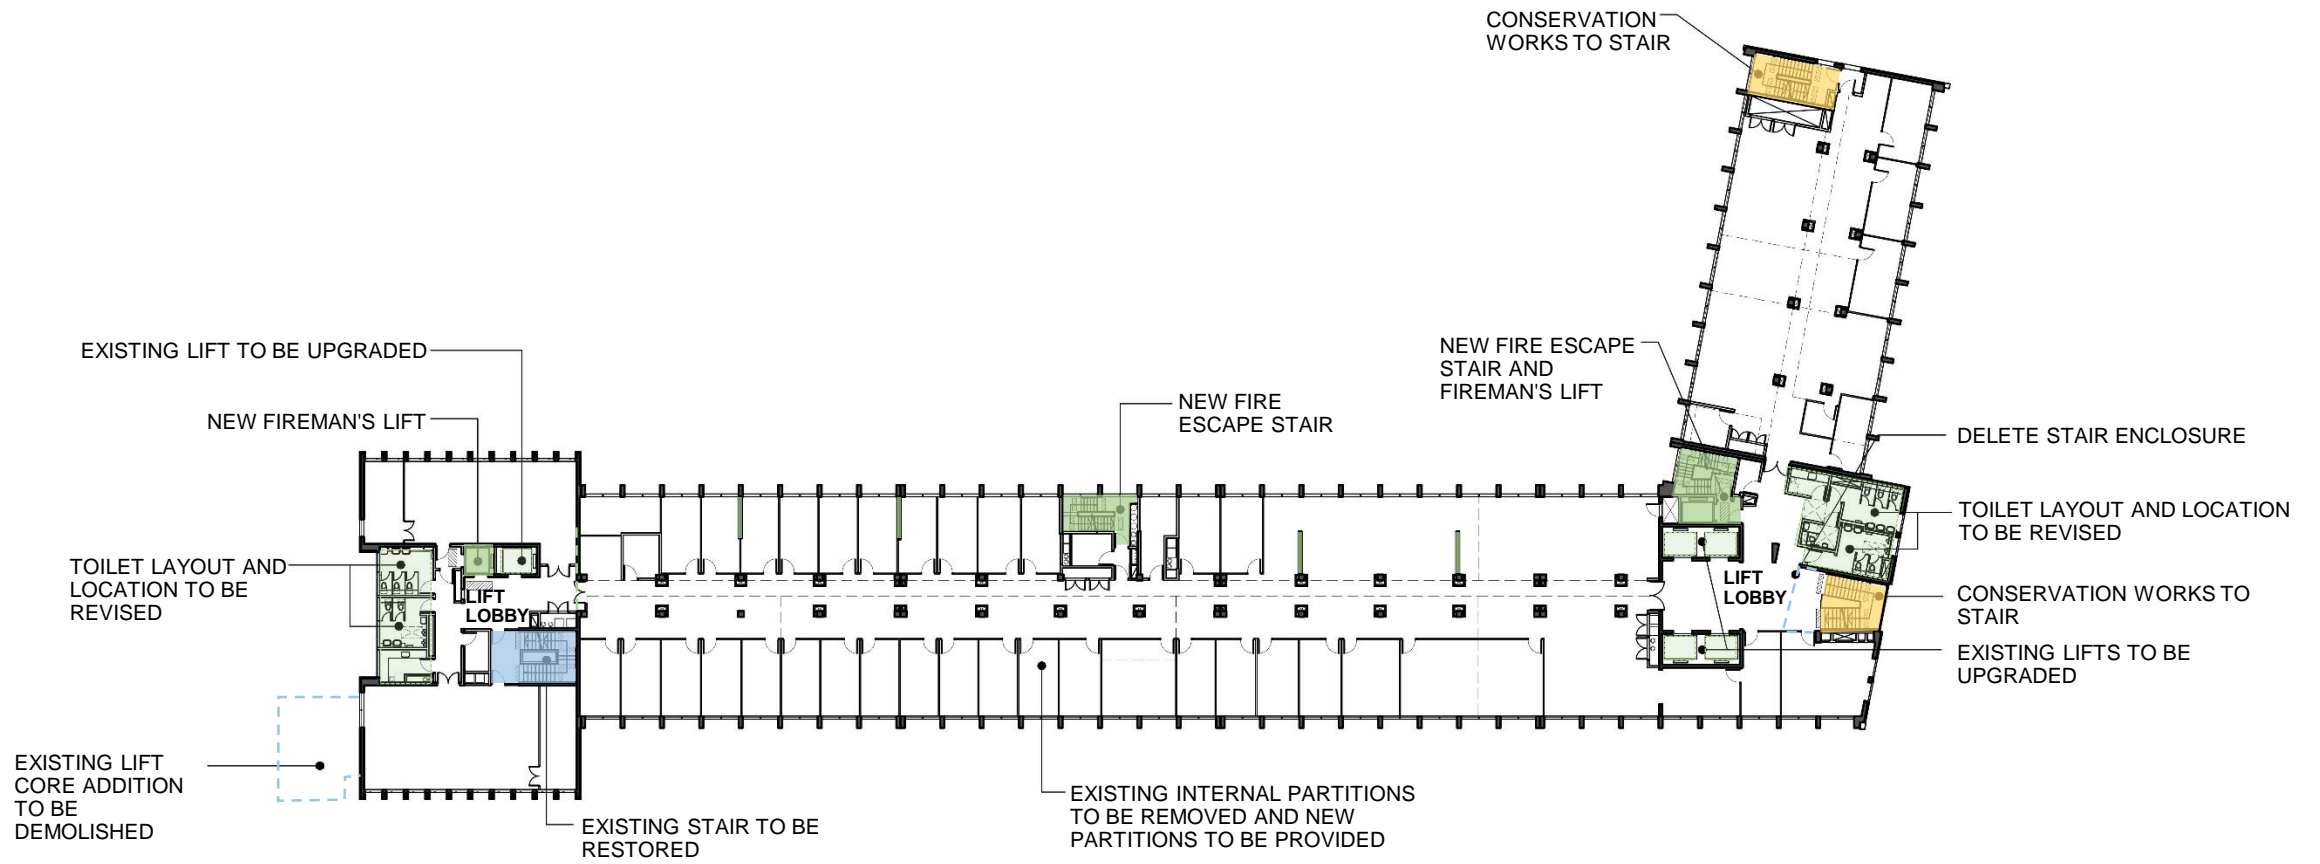 CONSERVATION
WORKS TO STAIR
EXISTING LIFT TO BE UPGRADED
NEW FIREMAN'S LIFT
NEW FIRE
ESCAPE STAIR
NEW FIRE ESCAPE
STAIR AND
FIREMAN'S LIFT
DELETE STAIR ENCLOSURE
TOILET LAYOUT AND LOCATION
TO BE REVISED
TOILET LAYOUT AND
LOCATION TO BE
REVISED
LIFT
LOBBY
LIFT
LOBBY
CONSERVATION WORKS TO
STAIR
EXISTING LIFTS TO BE
UPGRADED
EXISTING LIFT
CORE ADDITION
TO BE
DEMOLISHED
EXISTING STAIR TO BE
RESTORED
EXISTING INTERNAL PARTITIONS
TO BE REMOVED AND NEW
PARTITIONS TO BE PROVIDED